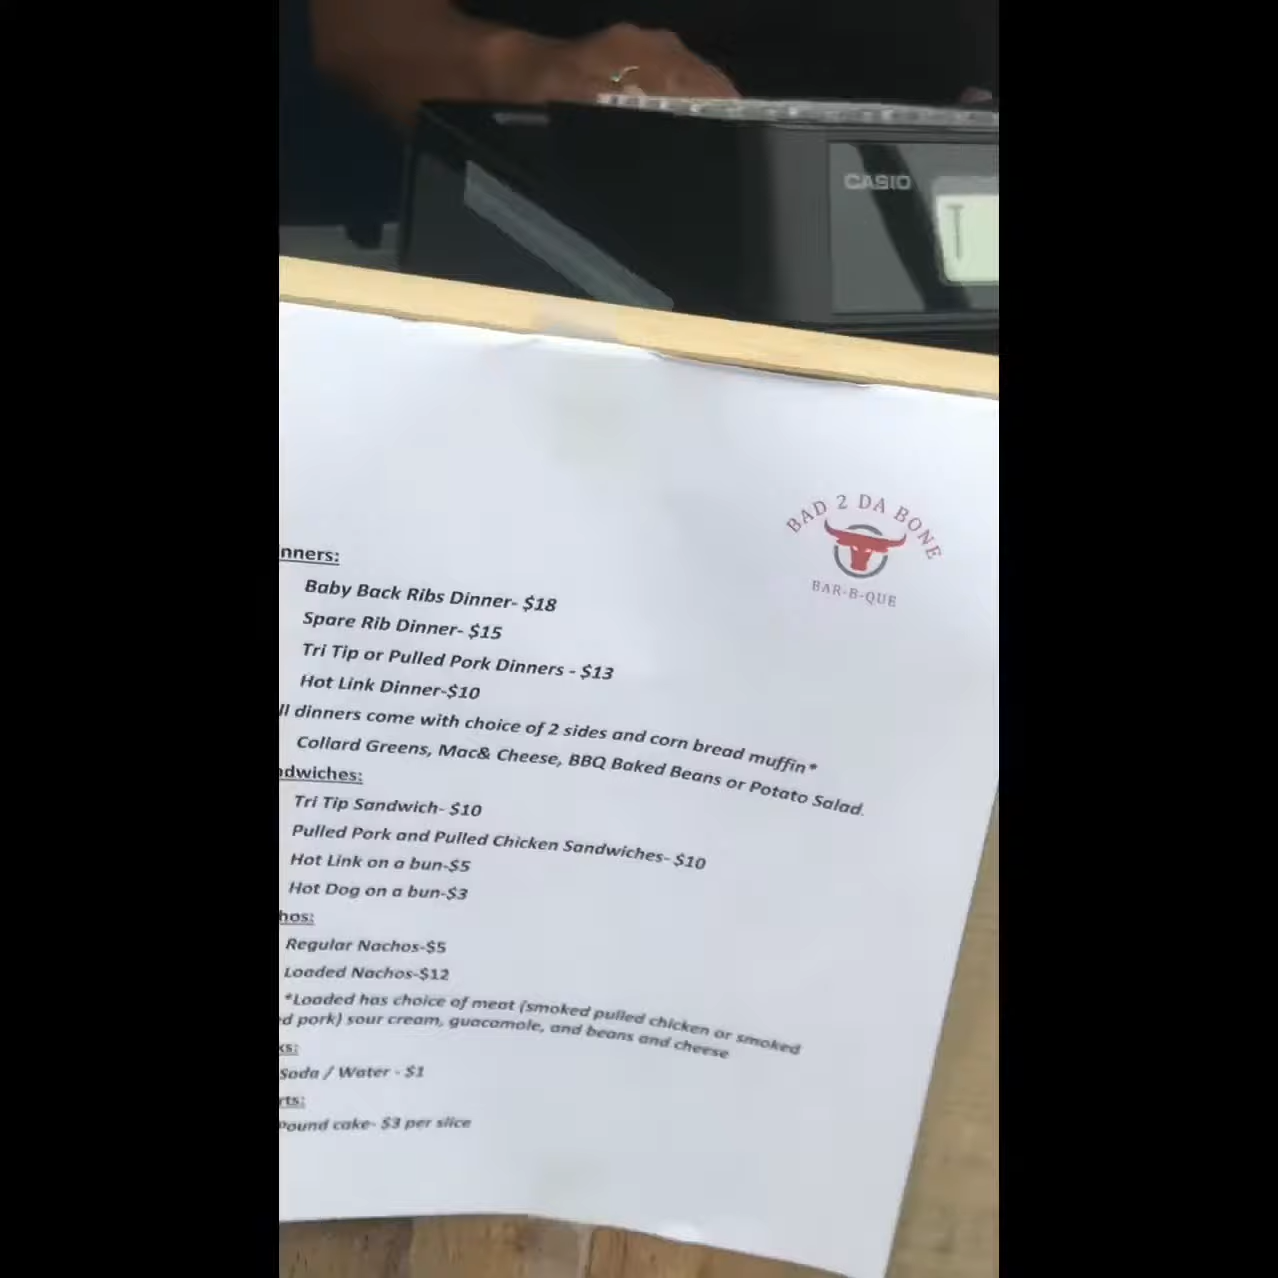 CASIO
BAD 2 DA BONE
BAR-B-QUE
nners:
Baby Back Ribs Dinner- $18
Spare Rib Dinner- $15
Tri Tip or Pulled Pork Dinners - $13
Hot Link Dinner-$10
ll dinners come with choice of 2 sides and corn bread muffin*
Collard Greens, Mac& Cheese, BBQ Baked Beans or Potato Salad.
dwiches:
Tri Tip Sandwich- $10
Pulled Pork and Pulled Chicken Sandwiches- $10
Hot Link on a bun-$5
Hot Dog on a bun-$3
hos:
Regular Nachos-$5
Loaded Nachos-$12
*Loaded has choice of meat (smoked pulled chicken or smoked
ed pork) sour cream, guacamole, and beans and cheese
ks:
Soda / Water - $1
rts:
Pound cake- $3 per slice